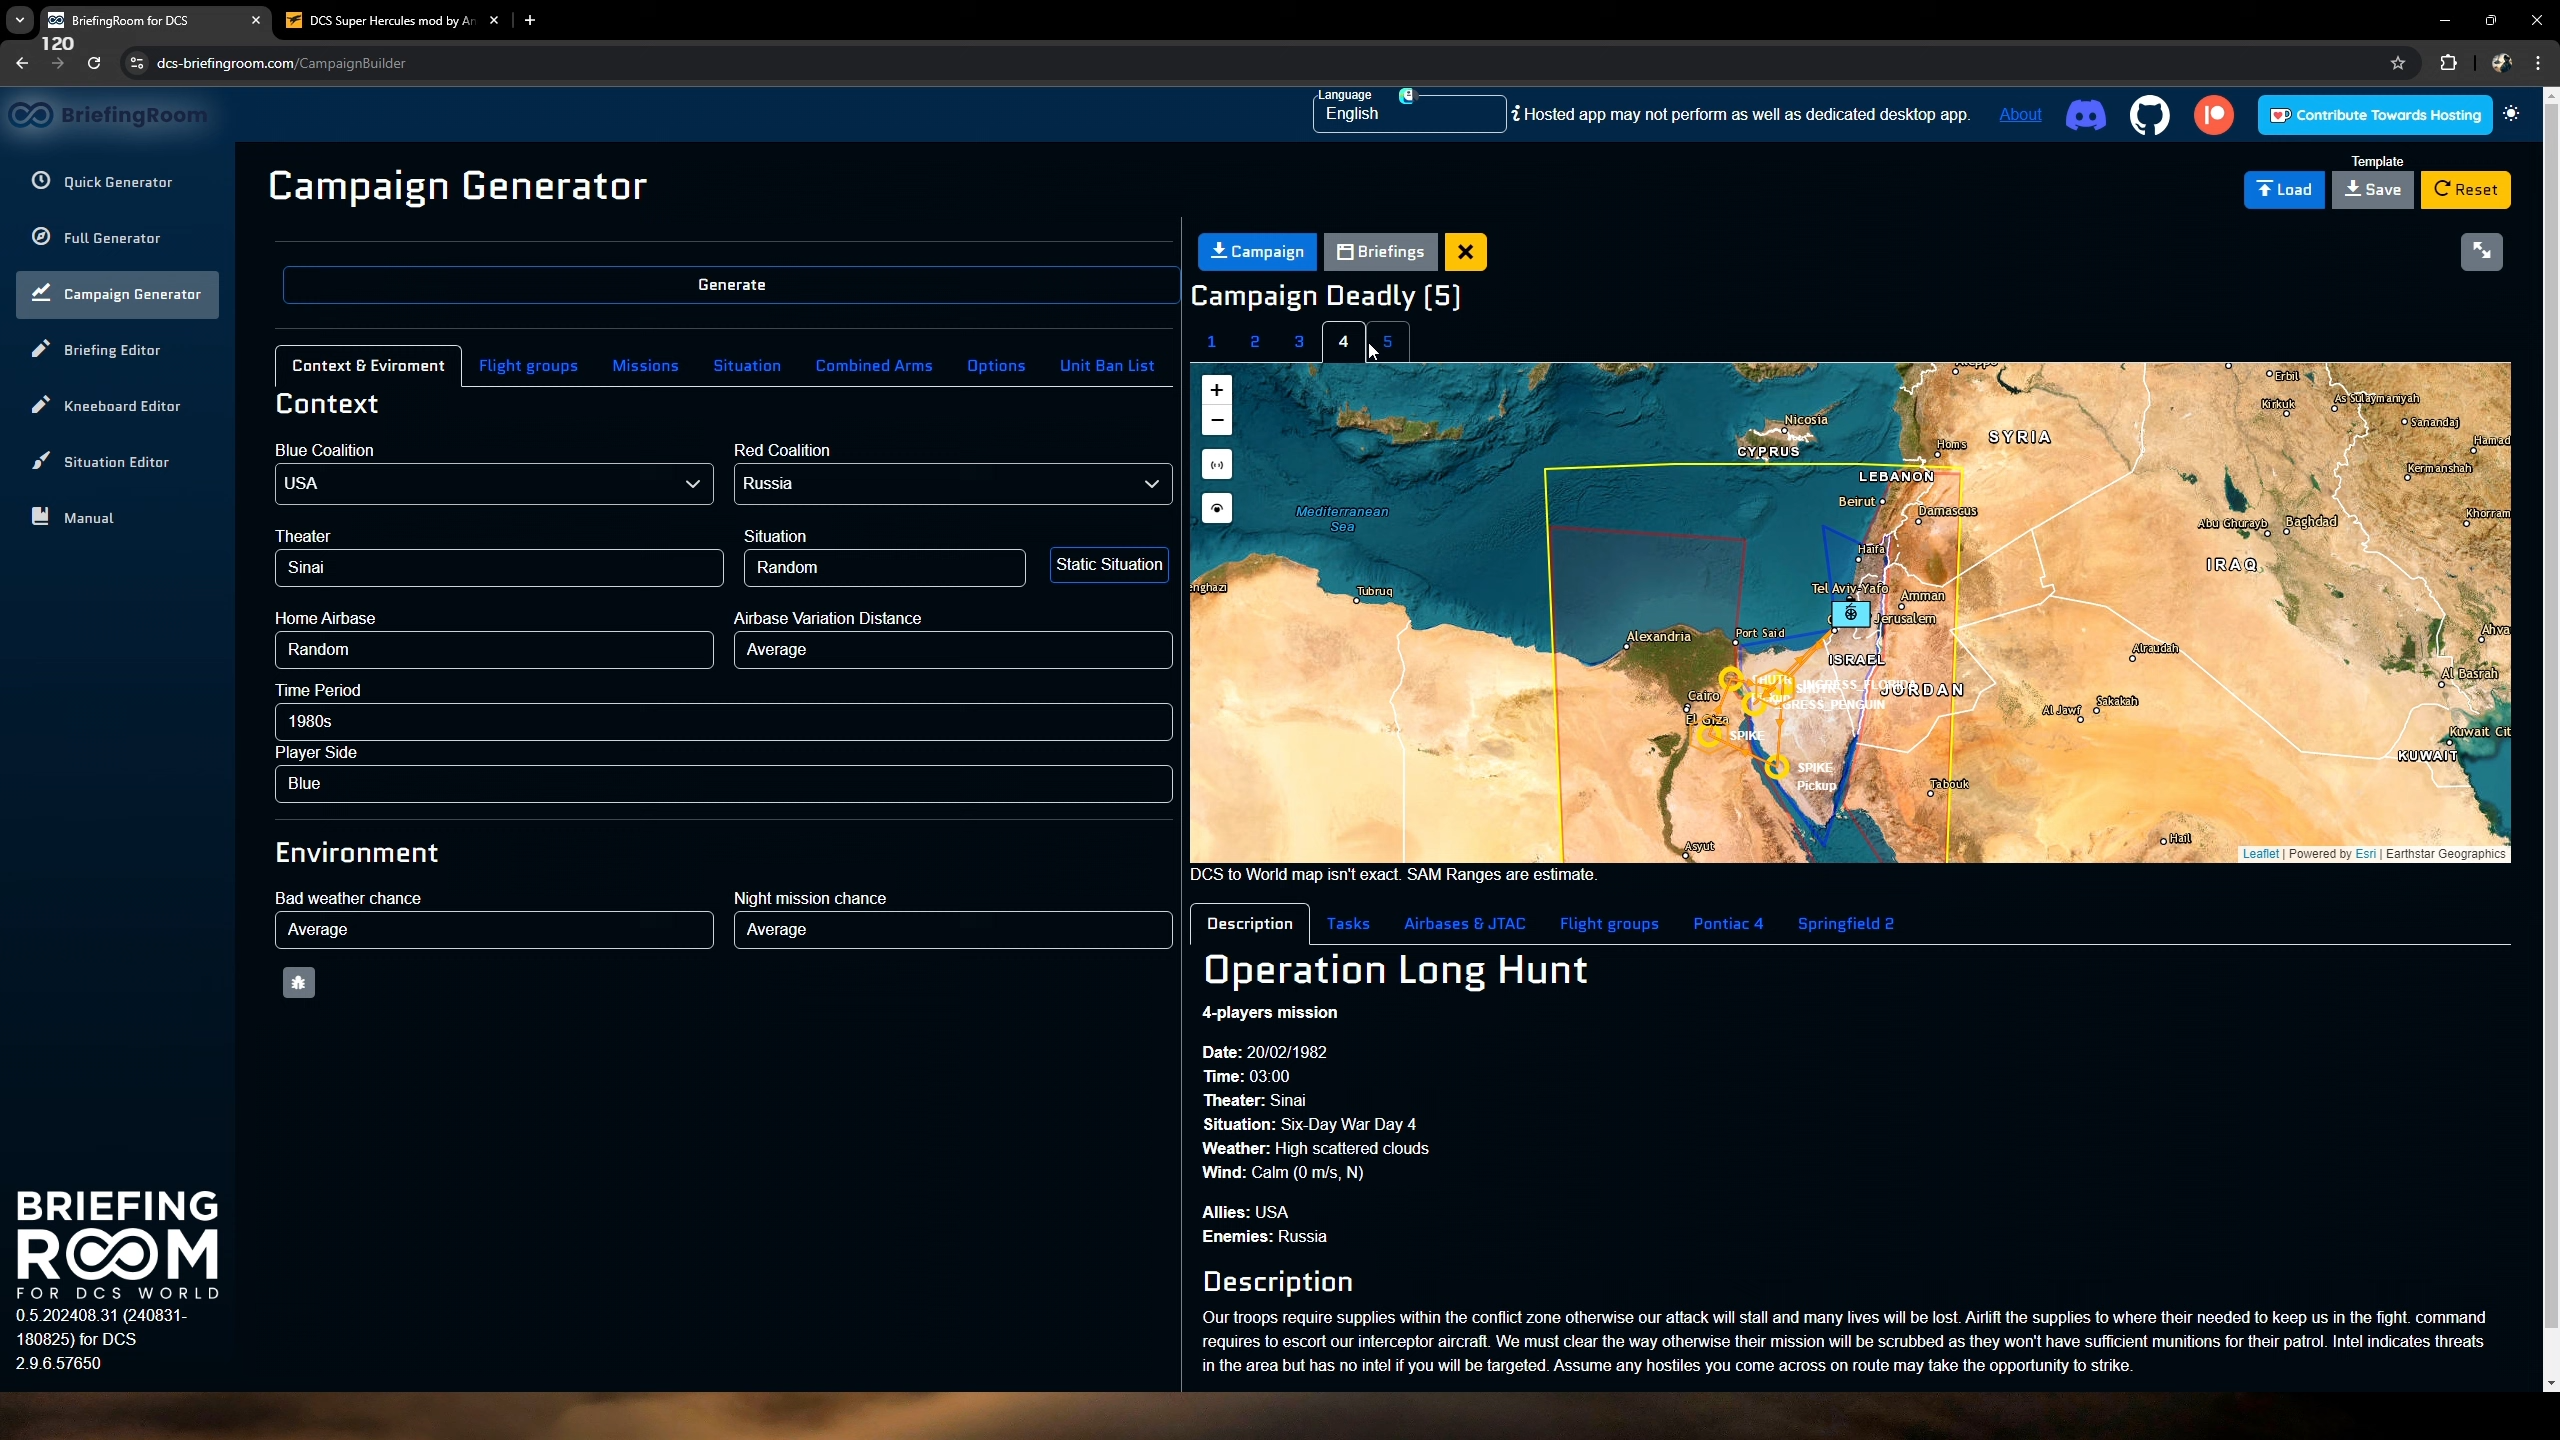 BriefingRoom for DCS
DCS Super Hercules mod by An
120
dcs-briefingroom.com/CampaignBuilder
BriefingRoom
Language
English
Hosted app may not perform as well as dedicated desktop app.
About
Contribute Towards Hosting
Quick Generator
Full Generator
Campaign Generator
Briefing Editor
Kneeboard Editor
Situation Editor
Manual
BRIEFING
ROOM
FOR DCS WORLD
0.5.202408.31 (240831-
180825) for DCS
2.9.6.57650
Campaign Generator
Template
Load
Save
Reset
Generate
Context & Eviroment
Flight groups
Missions
Situation
Combined Arms
Options
Unit Ban List
Context
Blue Coalition
Red Coalition
USA
Russia
Theater
Situation
Sinai
Random
Static Situation
Home Airbase
Airbase Variation Distance
Random
Average
Time Period
1980s
Player Side
Blue
Environment
Bad weather chance
Night mission chance
Average
Average
Campaign
Briefings
Campaign Deadly (5)
1
2
3
4
5
+
−
Erbil
Kirkuk
As Sulaymaniyah
Sanandaj
Nicosia
CYPRUS
Homs
SYRIA
Hamad
Kermanshah
LEBANON
Beirut
Damascus
Mediterranean
Sea
Abu Ghurayb
Baghdad
Khorram
Haifa
IRAQ
enghazi
Tubruq
Tel Aviv-Yafo
Amman
Jerusalem
Alexandria
Port Said
Ahva
Alraudah
ISRAEL
Al Basrah
JORDAN
Cairo
El Giza
Al Jawf
Sakakah
SPIKE
Kuwait Cit
KUWAIT
SPIKE
Pickup
Tabouk
Hail
Asyut
Leaflet | Powered by Esri | Earthstar Geographics
DCS to World map isn't exact. SAM Ranges are estimate.
Description
Tasks
Airbases & JTAC
Flight groups
Pontiac 4
Springfield 2
Operation Long Hunt
4-players mission
Date: 20/02/1982
Time: 03:00
Theater: Sinai
Situation: Six-Day War Day 4
Weather: High scattered clouds
Wind: Calm (0 m/s, N)
Allies: USA
Enemies: Russia
Description
Our troops require supplies within the conflict zone otherwise our attack will stall and many lives will be lost. Airlift the supplies to where their needed to keep us in the fight. command
requires to escort our interceptor aircraft. We must clear the way otherwise their mission will be scrubbed as they won't have sufficient munitions for their patrol. Intel indicates threats
in the area but has no intel if you will be targeted. Assume any hostiles you come across on route may take the opportunity to strike.